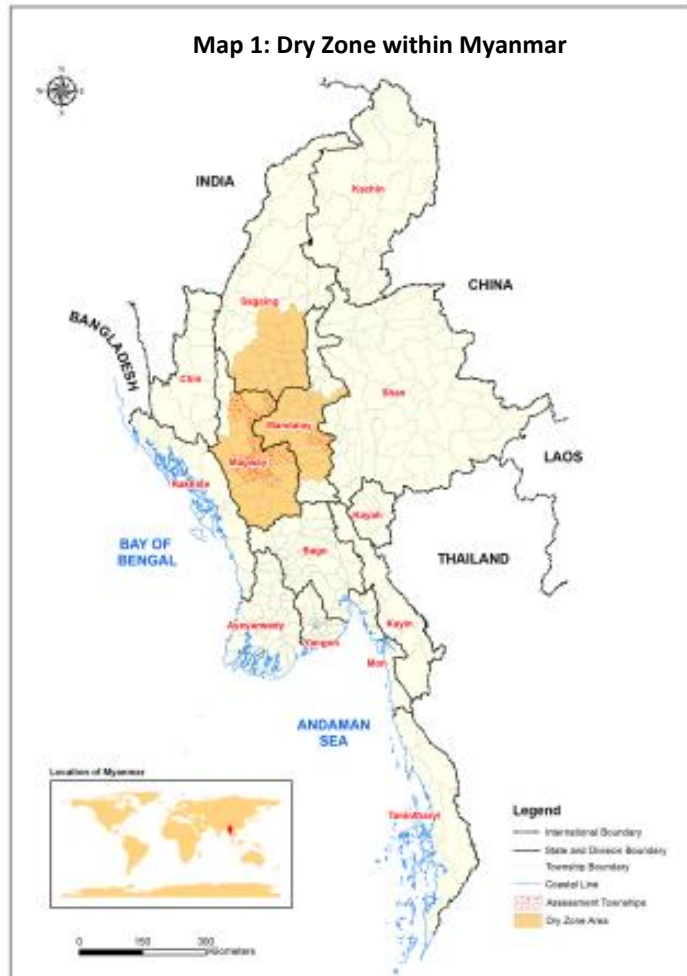 Map 1: Dry Zone within Myanmar
N
INDIA
Kachin
CHINA
Sagaing
BANGLADESH
Chin
Shan
Mandalay
Magway
LAOS
Rakhine
Kayah
BAY OF
BENGAL
THAILAND
Bago
Ayeyarwady
Yangon
Kayin
Mon
ANDAMAN
SEA
Location of Myanmar
Tanintharyi
Legend
International Boundary
State and Division Boundary
Township Boundary
Coastal Line
Assessment Townships
Dry Zone Area
0 150 300
Kilometers